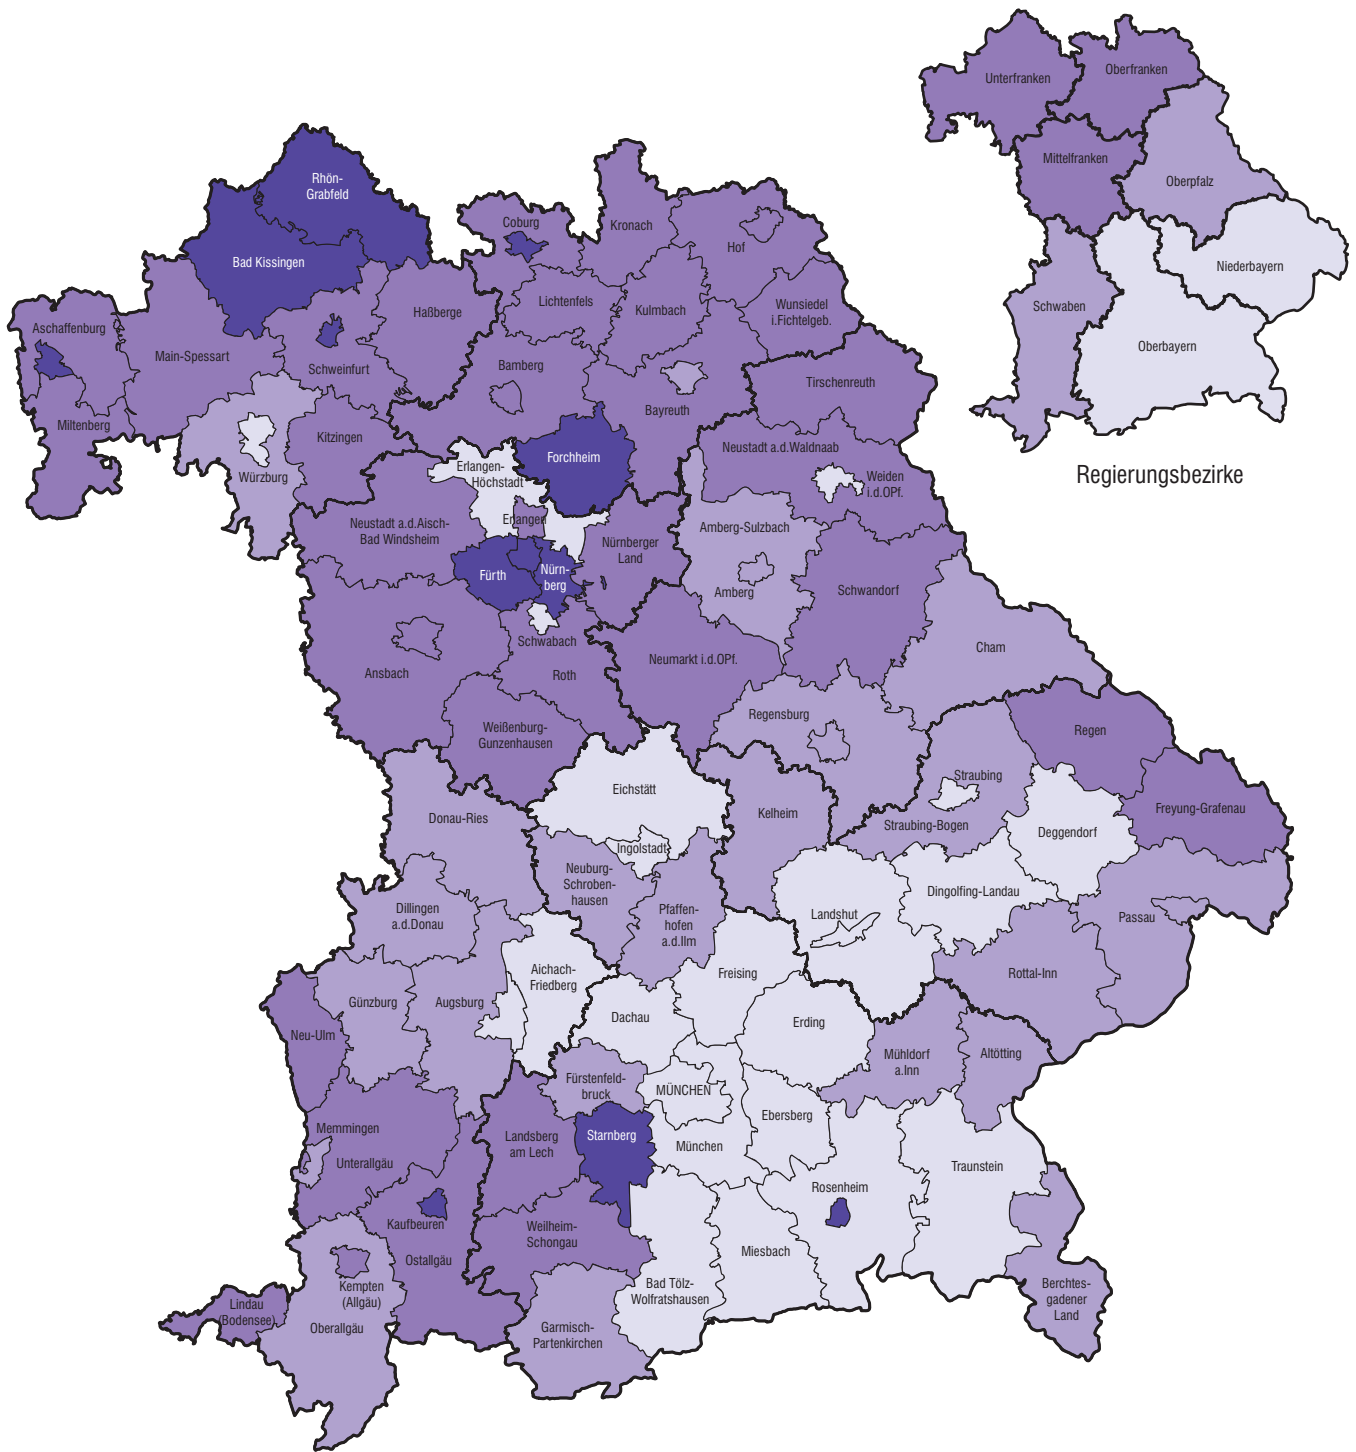 Unterfranken
Oberfranken
Mittelfranken
Oberpfalz
Niederbayern
Schwaben
Oberbayern
Regierungsbezirke
Rhön-
Grabfeld
Bad Kissingen
Coburg
Kronach
Hof
Lichtenfels
Kulmbach
Wunsiedel
i.Fichtelgeb.
Haßberge
Aschaffenburg
Main-Spessart
Schweinfurt
Bamberg
Bayreuth
Tirschenreuth
Miltenberg
Kitzingen
Würzburg
Erlangen-
Höchstadt
Forchheim
Neustadt a.d.Waldnaab
Weiden
i.d.OPf.
Neustadt a.d.Aisch-
Bad Windsheim
Erlangen
Nürnberger
Land
Amberg-Sulzbach
Fürth
Nürn-
berg
Amberg
Schwandorf
Schwabach
Ansbach
Roth
Neumarkt i.d.OPf.
Cham
Weißenburg-
Gunzenhausen
Regensburg
Regen
Eichstätt
Straubing
Freyung-Grafenau
Donau-Ries
Kelheim
Straubing-Bogen
Deggendorf
Ingolstadt
Neuburg-
Schroben-
hausen
Dingolfing-Landau
Dillingen
a.d.Donau
Pfaffen-
hofen
a.d.Ilm
Landshut
Passau
Aichach-
Friedberg
Freising
Rottal-Inn
Günzburg
Augsburg
Dachau
Erding
Neu-Ulm
Mühldorf
a.Inn
Altötting
Fürstenfeld-
bruck
MÜNCHEN
Ebersberg
Memmingen
Unterallgäu
Landsberg
am Lech
Starnberg
München
Traunstein
Rosenheim
Kaufbeuren
Ostallgäu
Weilheim-
Schongau
Miesbach
Bad Tölz-
Wolfratshausen
Berchtes-
gadener
Land
Kempten
(Allgäu)
Lindau
(Bodensee)
Oberallgäu
Garmisch-
Partenkirchen